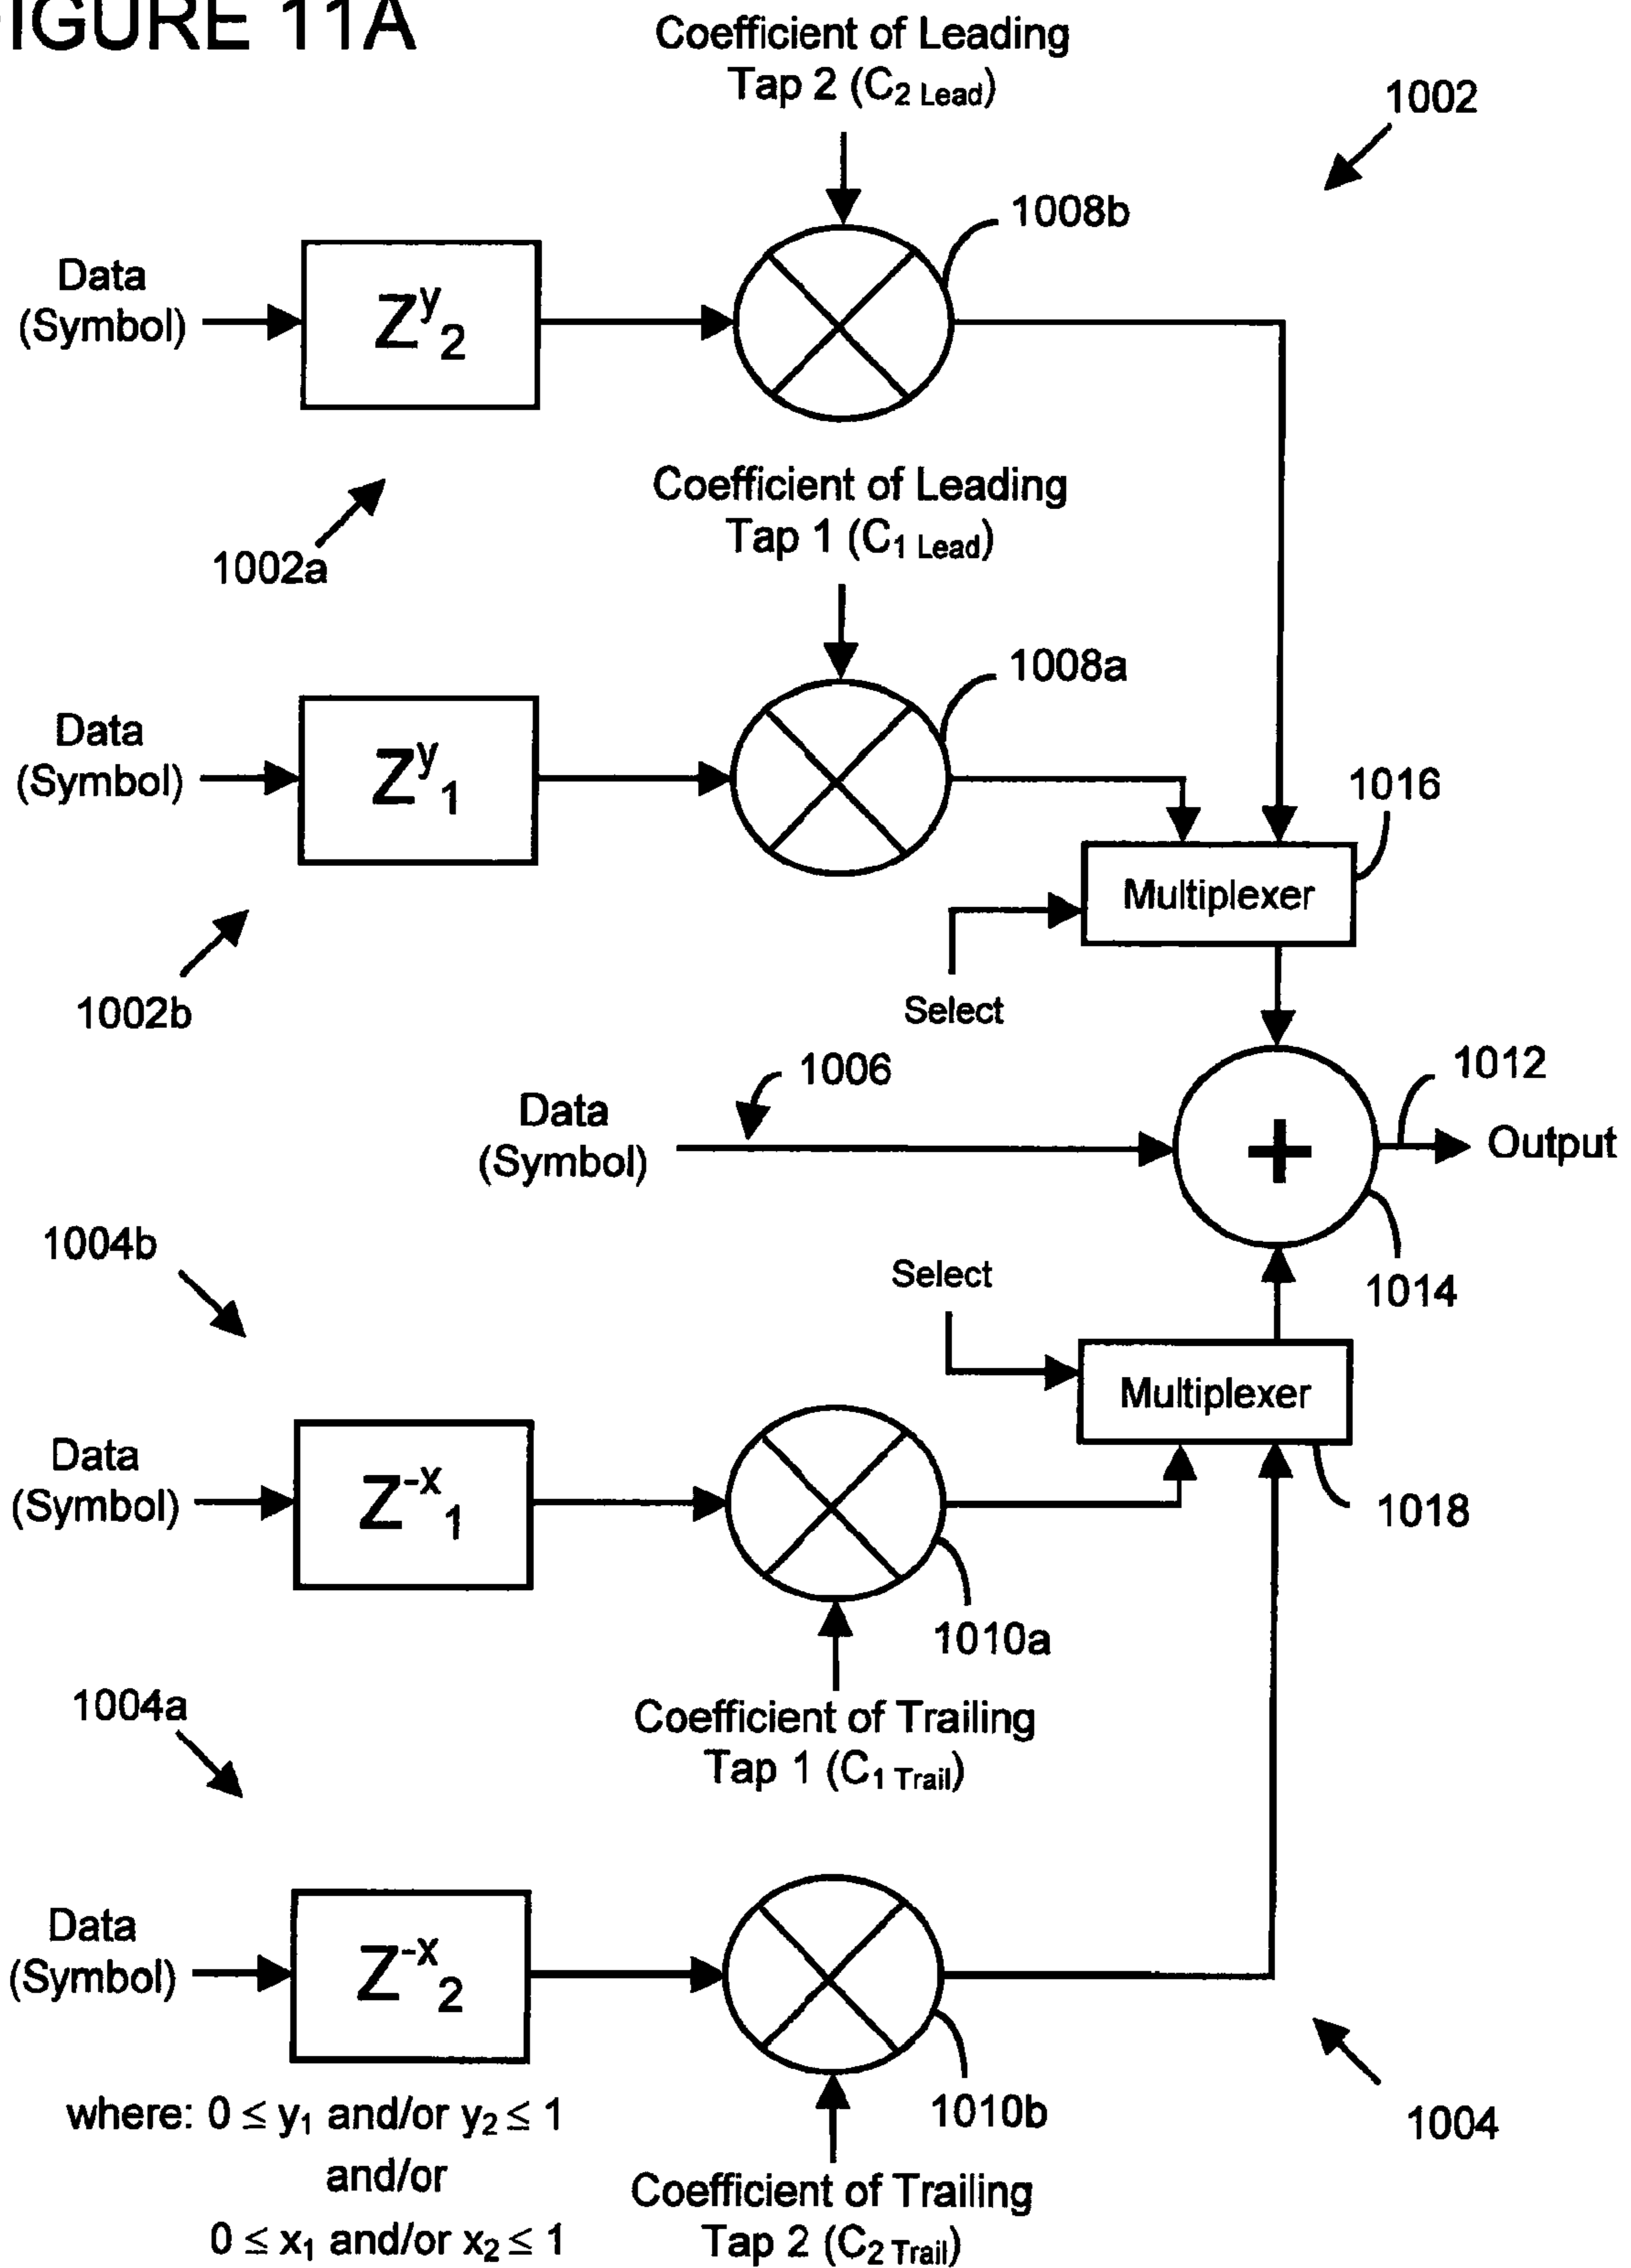 IGURE 11A
Coefficient of Leading
Tap 2 (C2 Lead)
1002
1008b
Data
(Symbol)
Zy2
Coefficient of Leading
Tap 1 (C1 Lead)
1002a
1008a
Data
(Symbol)
Zy1
1016
Multiplexer
1002b
Select
1006
1012
Data
(Symbol)
+
Output
1004b
Select
1014
Multiplexer
Data
(Symbol)
Z-x1
1018
1010a
1004a
Coefficient of Trailing
Tap 1 (C1 Trail)
Data
(Symbol)
Z-x2
1010b
1004
where: 0 ≤ y1 and/or y2 ≤ 1
and/or
0 ≤ x1 and/or x2 ≤ 1
Coefficient of Trailing
Tap 2 (C2 Trail)